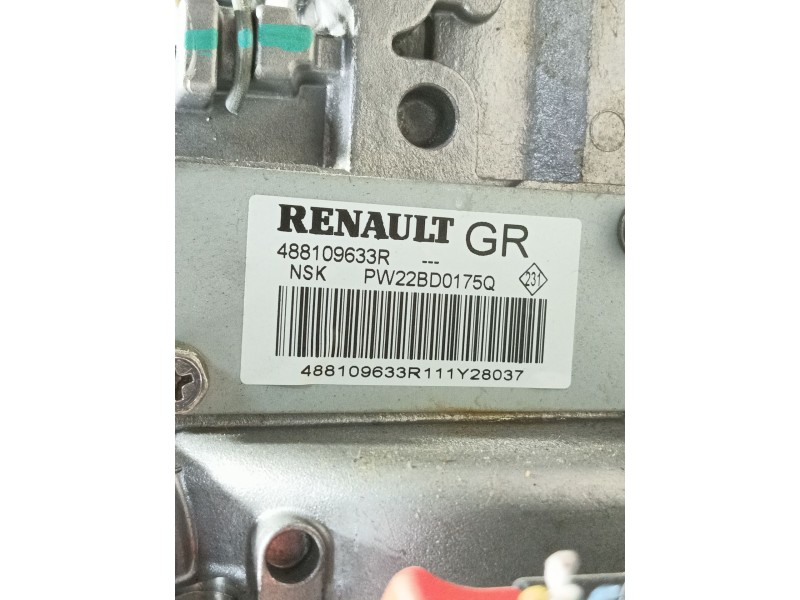 RENAULT GR
488109633R ---
NSK PW22BD0175Q 231
488109633R111Y28037